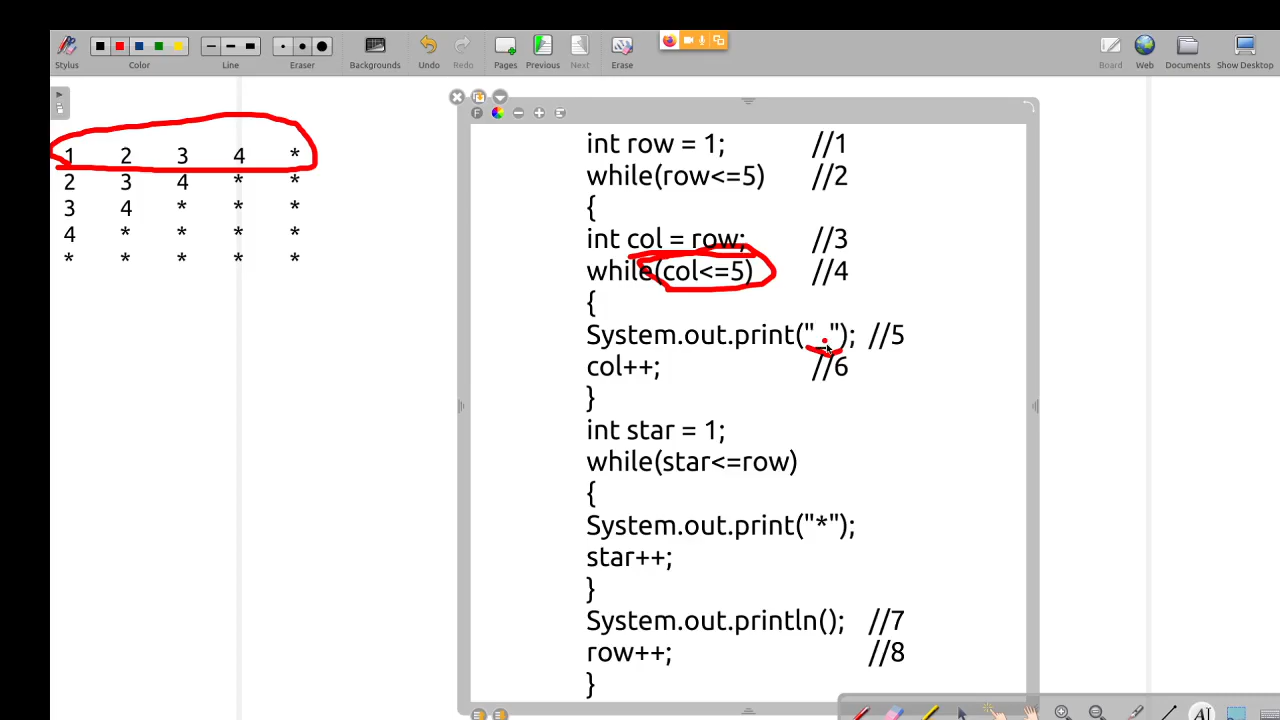 Stylus Color Line Eraser Backgrounds Undo Redo Pages Previous Next Erase Board Web Documents Show Desktop
1 2 3 4 *
2 3 4 * *
3 4 * * *
4 * * * *
* * * * *
F
int row = 1; //1
while(row<=5) //2
{
int col = row; //3
while(col<=5) //4
{
System.out.print("_"); //5
col++; //6
}
int star = 1;
while(star<=row)
{
System.out.print("*");
star++;
}
System.out.println(); //7
row++; //8
}
AI